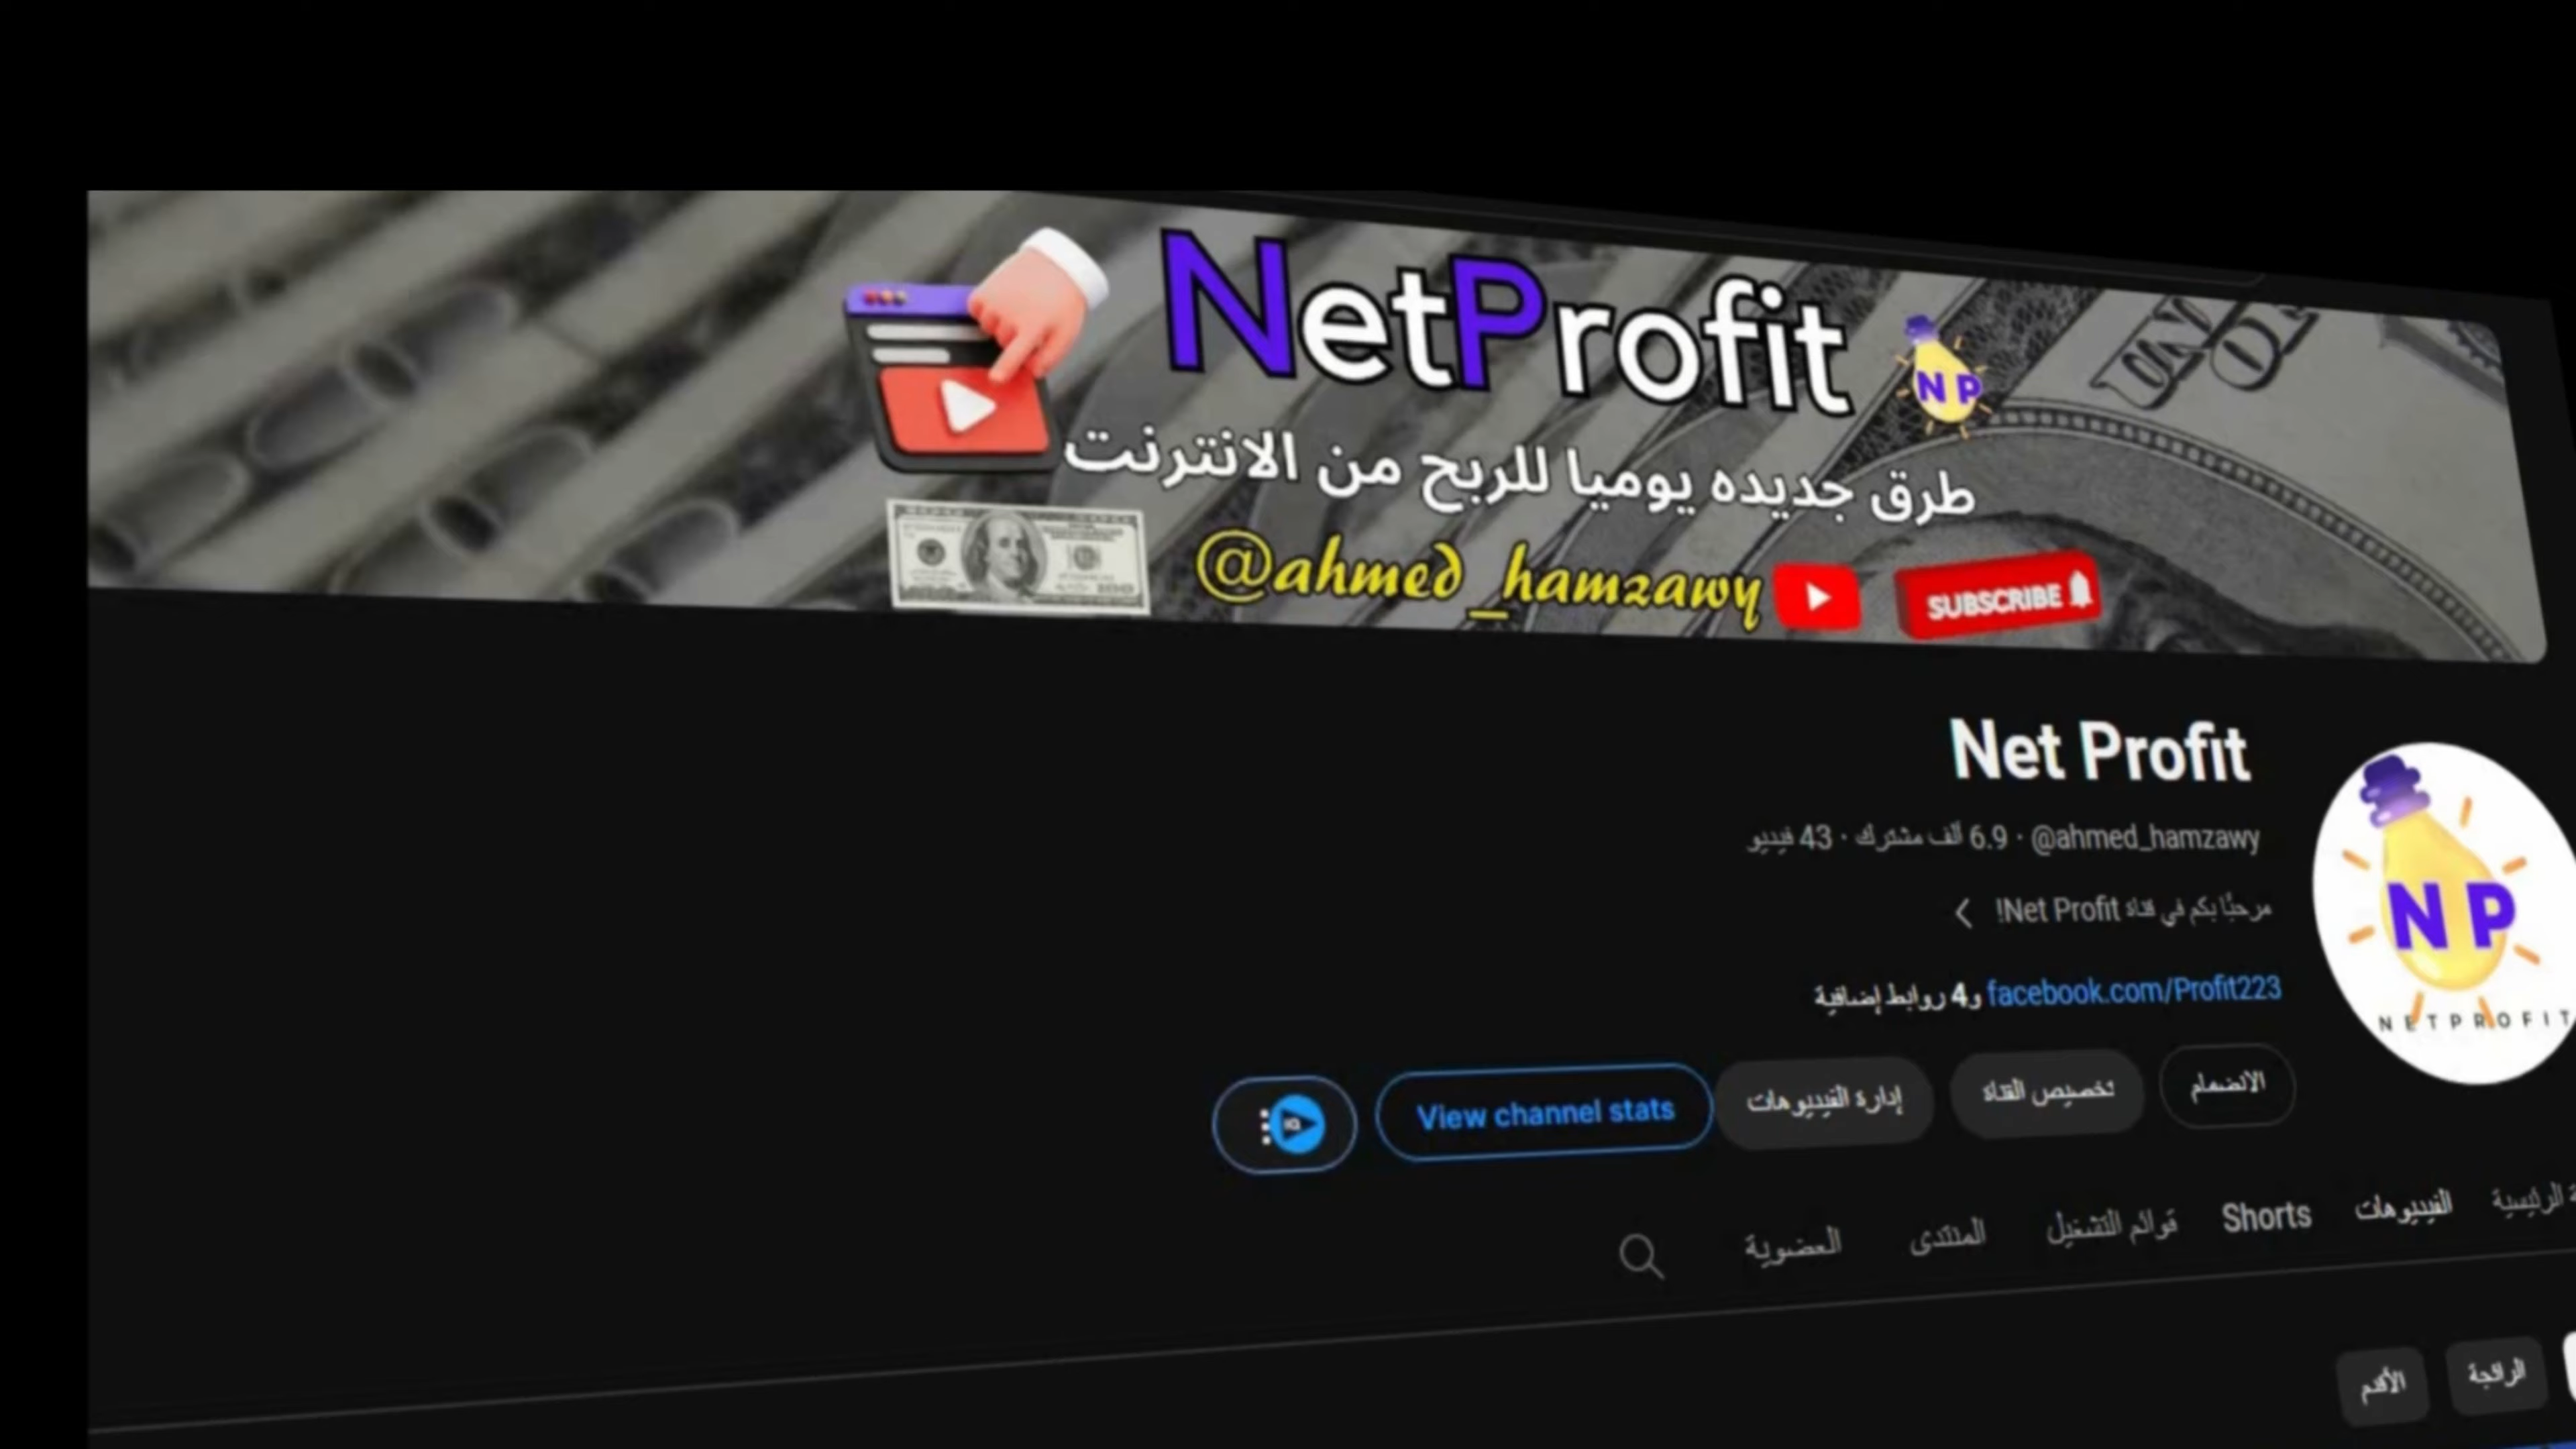 NetProfit
N P
طرق جديده يوميا للربح من الانترنت
@ahmed_hamzawy
SUBSCRIBE
Net Profit
@ahmed_hamzawy · 6.9 ألف مشترك · 43 فيديو
مرحبًا بكم في قناة Net Profit!
facebook.com/Profit223 و4 روابط إضافية
N P
NETPROFIT
الانضمام
تخصيص القناة
إدارة الفيديوهات
View channel stats
الرئيسية
الفيديوهات
Shorts
قوائم التشغيل
المنتدى
العضوية
الرائجة
الأقدم